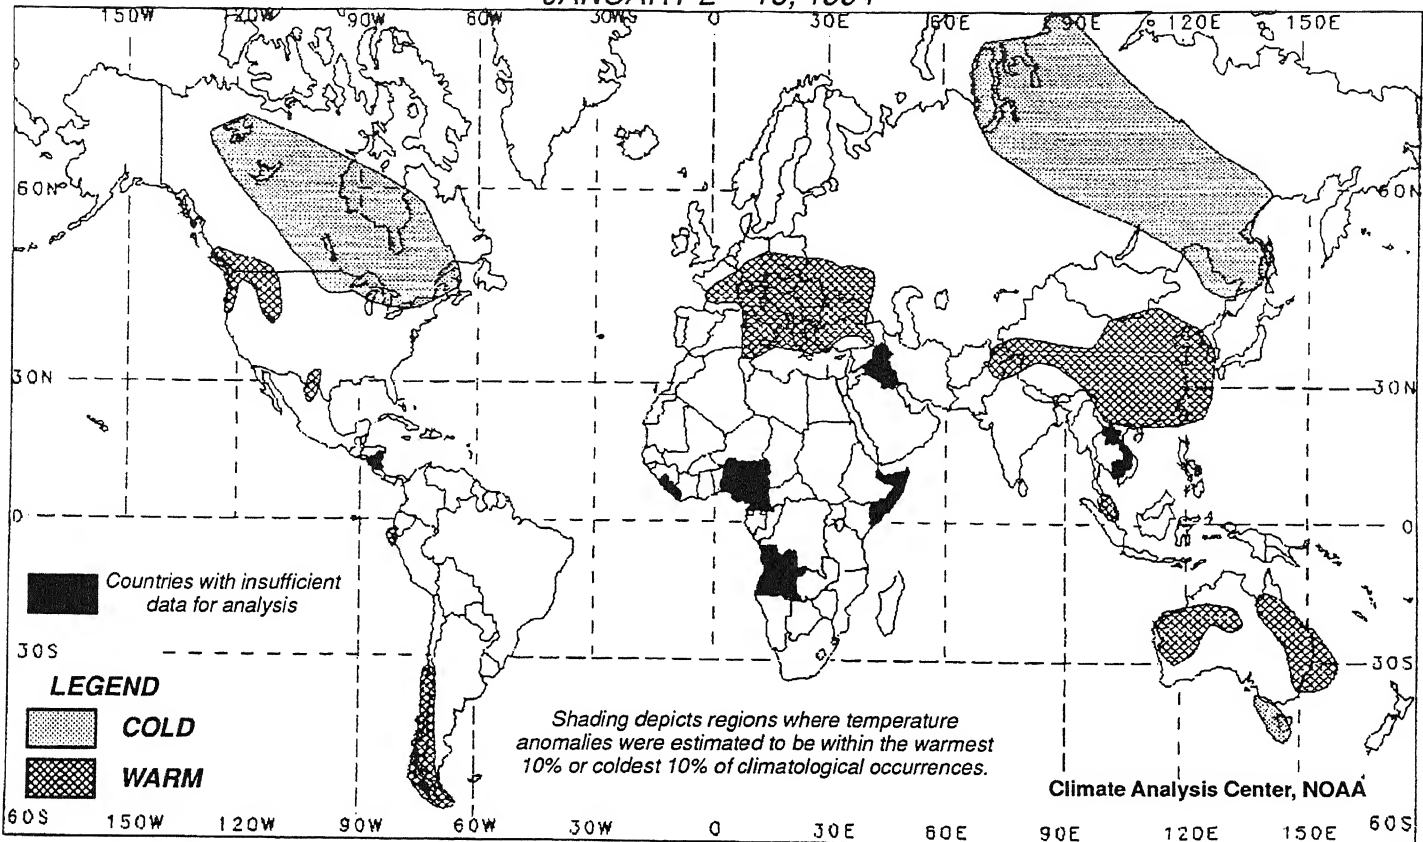 150W 120W 90W 60W 30W 0 30E 60E 90E 120E 150E
60N 60N
30N 30N
0 0
Countries with insufficient
data for analysis
30S 30S
LEGEND
COLD
WARM
Shading depicts regions where temperature
anomalies were estimated to be within the warmest
10% or coldest 10% of climatological occurrences.
Climate Analysis Center, NOAA
60S 150W 120W 90W 60W 30W 0 30E 60E 90E 120E 150E 60S